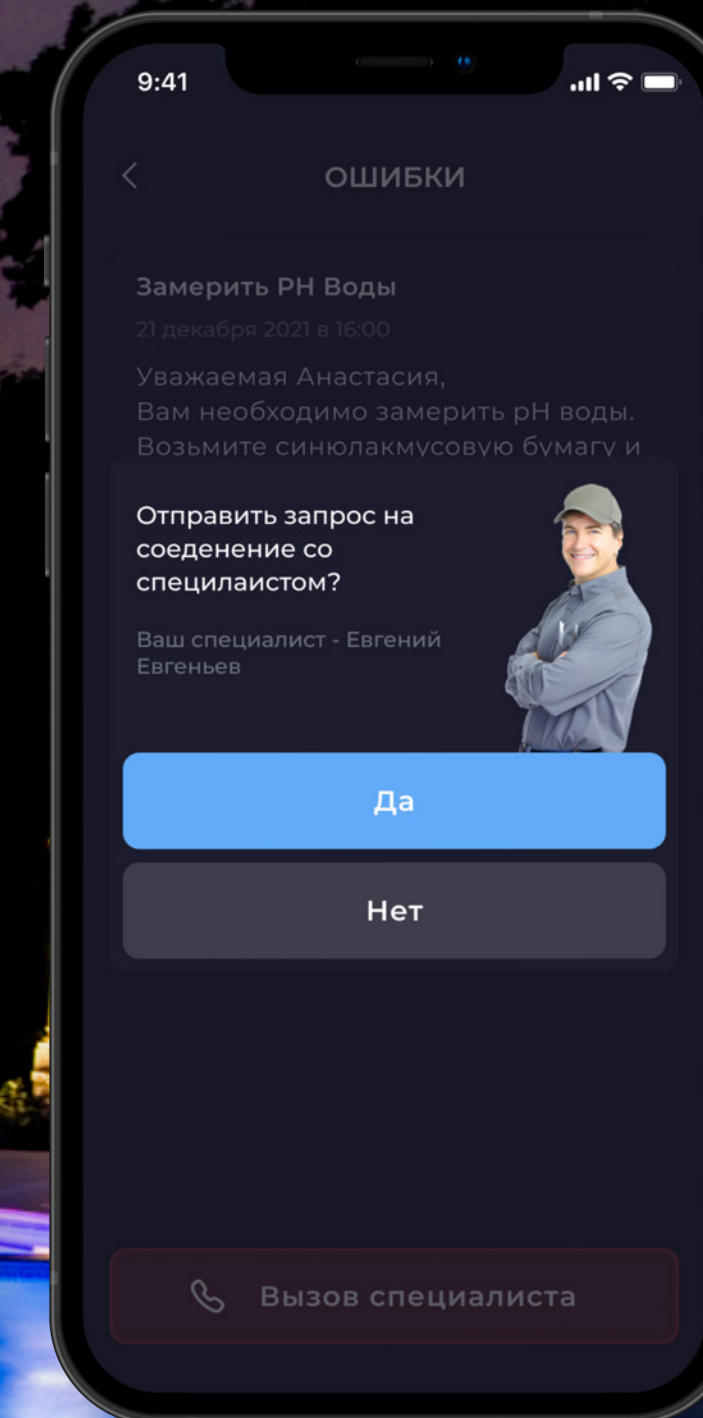 9:41
ОШИБКИ
Замерить РН Воды
21 декабря 2021 в 16:00
Уважаемая Анастасия,
Вам необходимо замерить pH воды.
Возьмите синюлакмусовую бумагу и
Отправить запрос на
соеденение со
специлаистом?
Ваш специалист - Евгений
Евгеньев
Да
Нет
Вызов специалиста